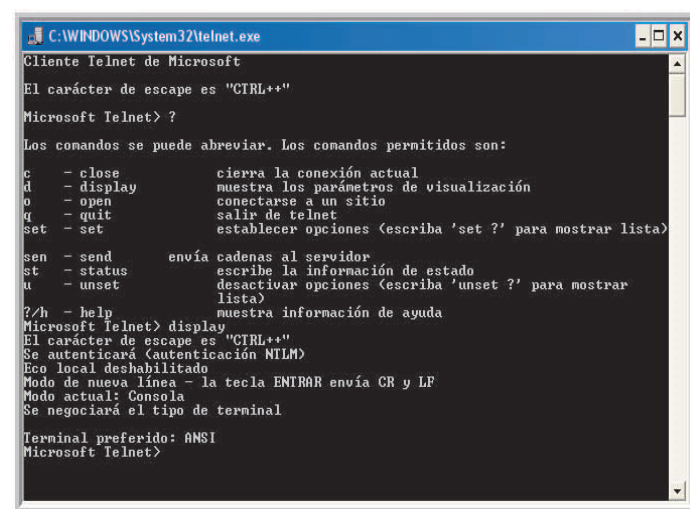 C:\WINDOWS\System32\telnet.exe
Cliente Telnet de Microsoft
El carácter de escape es "CTRL++"
Microsoft Telnet> ?
Los comandos se puede abreviar. Los comandos permitidos son:
c - close cierra la conexión actual
d - display muestra los parámetros de visualización
o - open conectarse a un sitio
q - quit salir de telnet
set - set establecer opciones (escriba 'set ?' para mostrar lista)
sen - send envía cadenas al servidor
st - status escribe la información de estado
u - unset desactivar opciones (escriba 'unset ?' para mostrar
lista)
?/h - help muestra información de ayuda
Microsoft Telnet> display
El carácter de escape es "CTRL++"
Se autenticará (autenticación NTLM)
Eco local deshabilitado
Modo de nueva línea - la tecla ENTRAR envía CR y LF
Modo actual: Consola
Se negociará el tipo de terminal
Terminal preferido: ANSI
Microsoft Telnet>